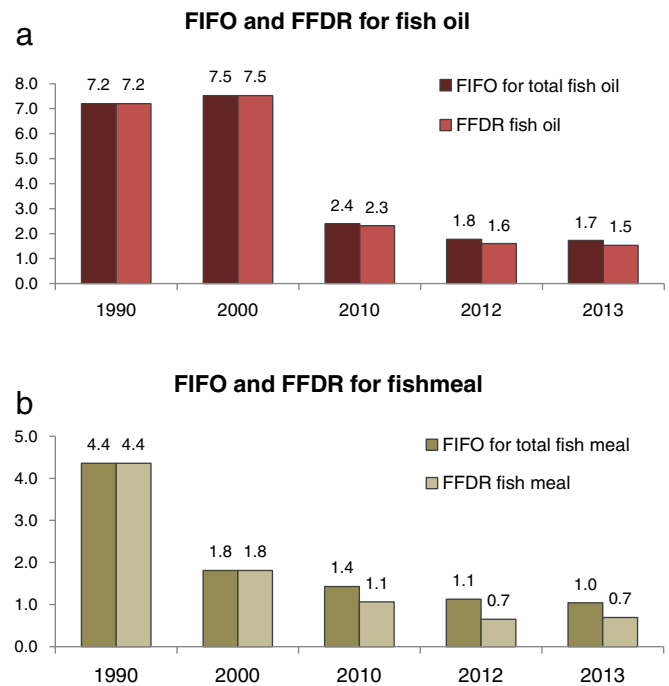 FIFO and FFDR for fish oil
a
8.0
7.0
6.0
5.0
4.0
3.0
2.0
1.0
0.0
7.2 7.2
7.5 7.5
2.4 2.3
1.8 1.6
1.7 1.5
FIFO for total fish oil
FFDR fish oil
1990 2000 2010 2012 2013
FIFO and FFDR for fishmeal
b
5.0
4.0
3.0
2.0
1.0
0.0
4.4 4.4
1.8 1.8
1.4 1.1
1.1 0.7
1.0 0.7
FIFO for total fish meal
FFDR fish meal
1990 2000 2010 2012 2013